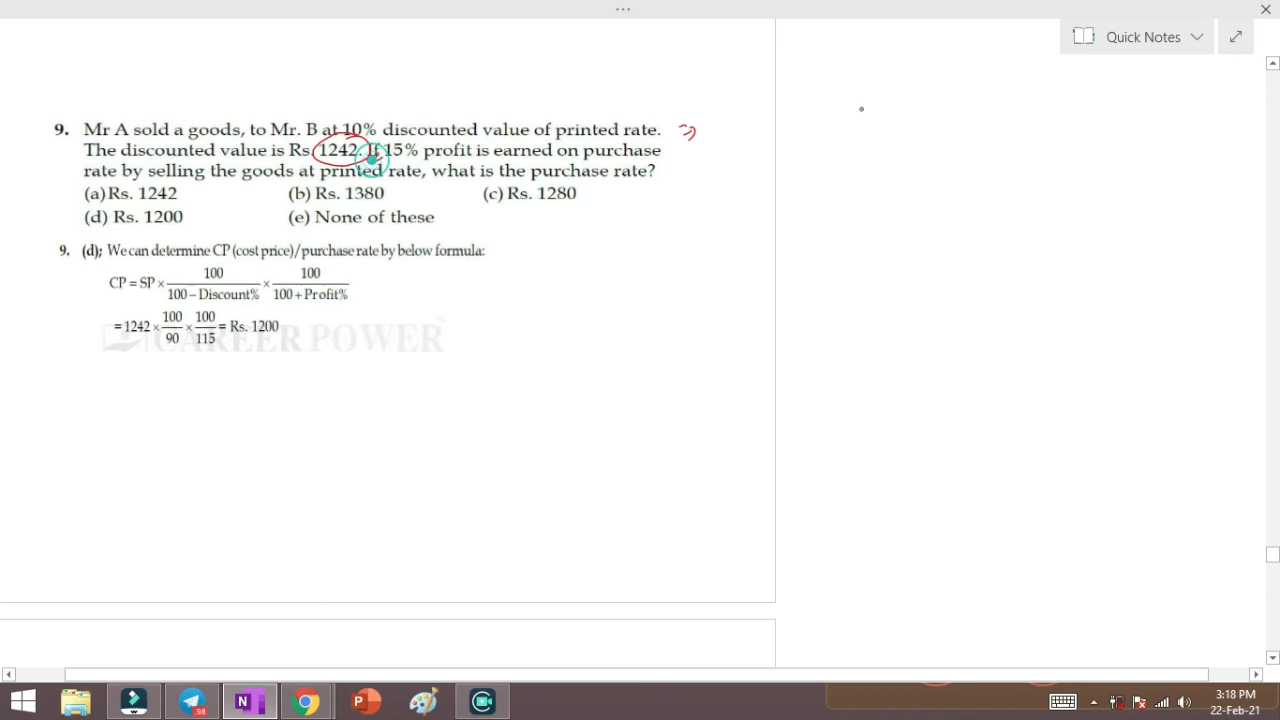 Quick Notes
9. Mr A sold a goods, to Mr. B at 10% discounted value of printed rate.
The discounted value is Rs 1242. If 15% profit is earned on purchase
rate by selling the goods at printed rate, what is the purchase rate?
(a) Rs. 1242 (b) Rs. 1380 (c) Rs. 1280
(d) Rs. 1200 (e) None of these
9. (d); We can determine CP (cost price)/purchase rate by below formula:
CP = SP × 100/100 – Discount% × 100/100 + Profit%
= 1242 × 100/90 × 100/115 = Rs. 1200
CAREER POWER
3:18 PM
22-Feb-21